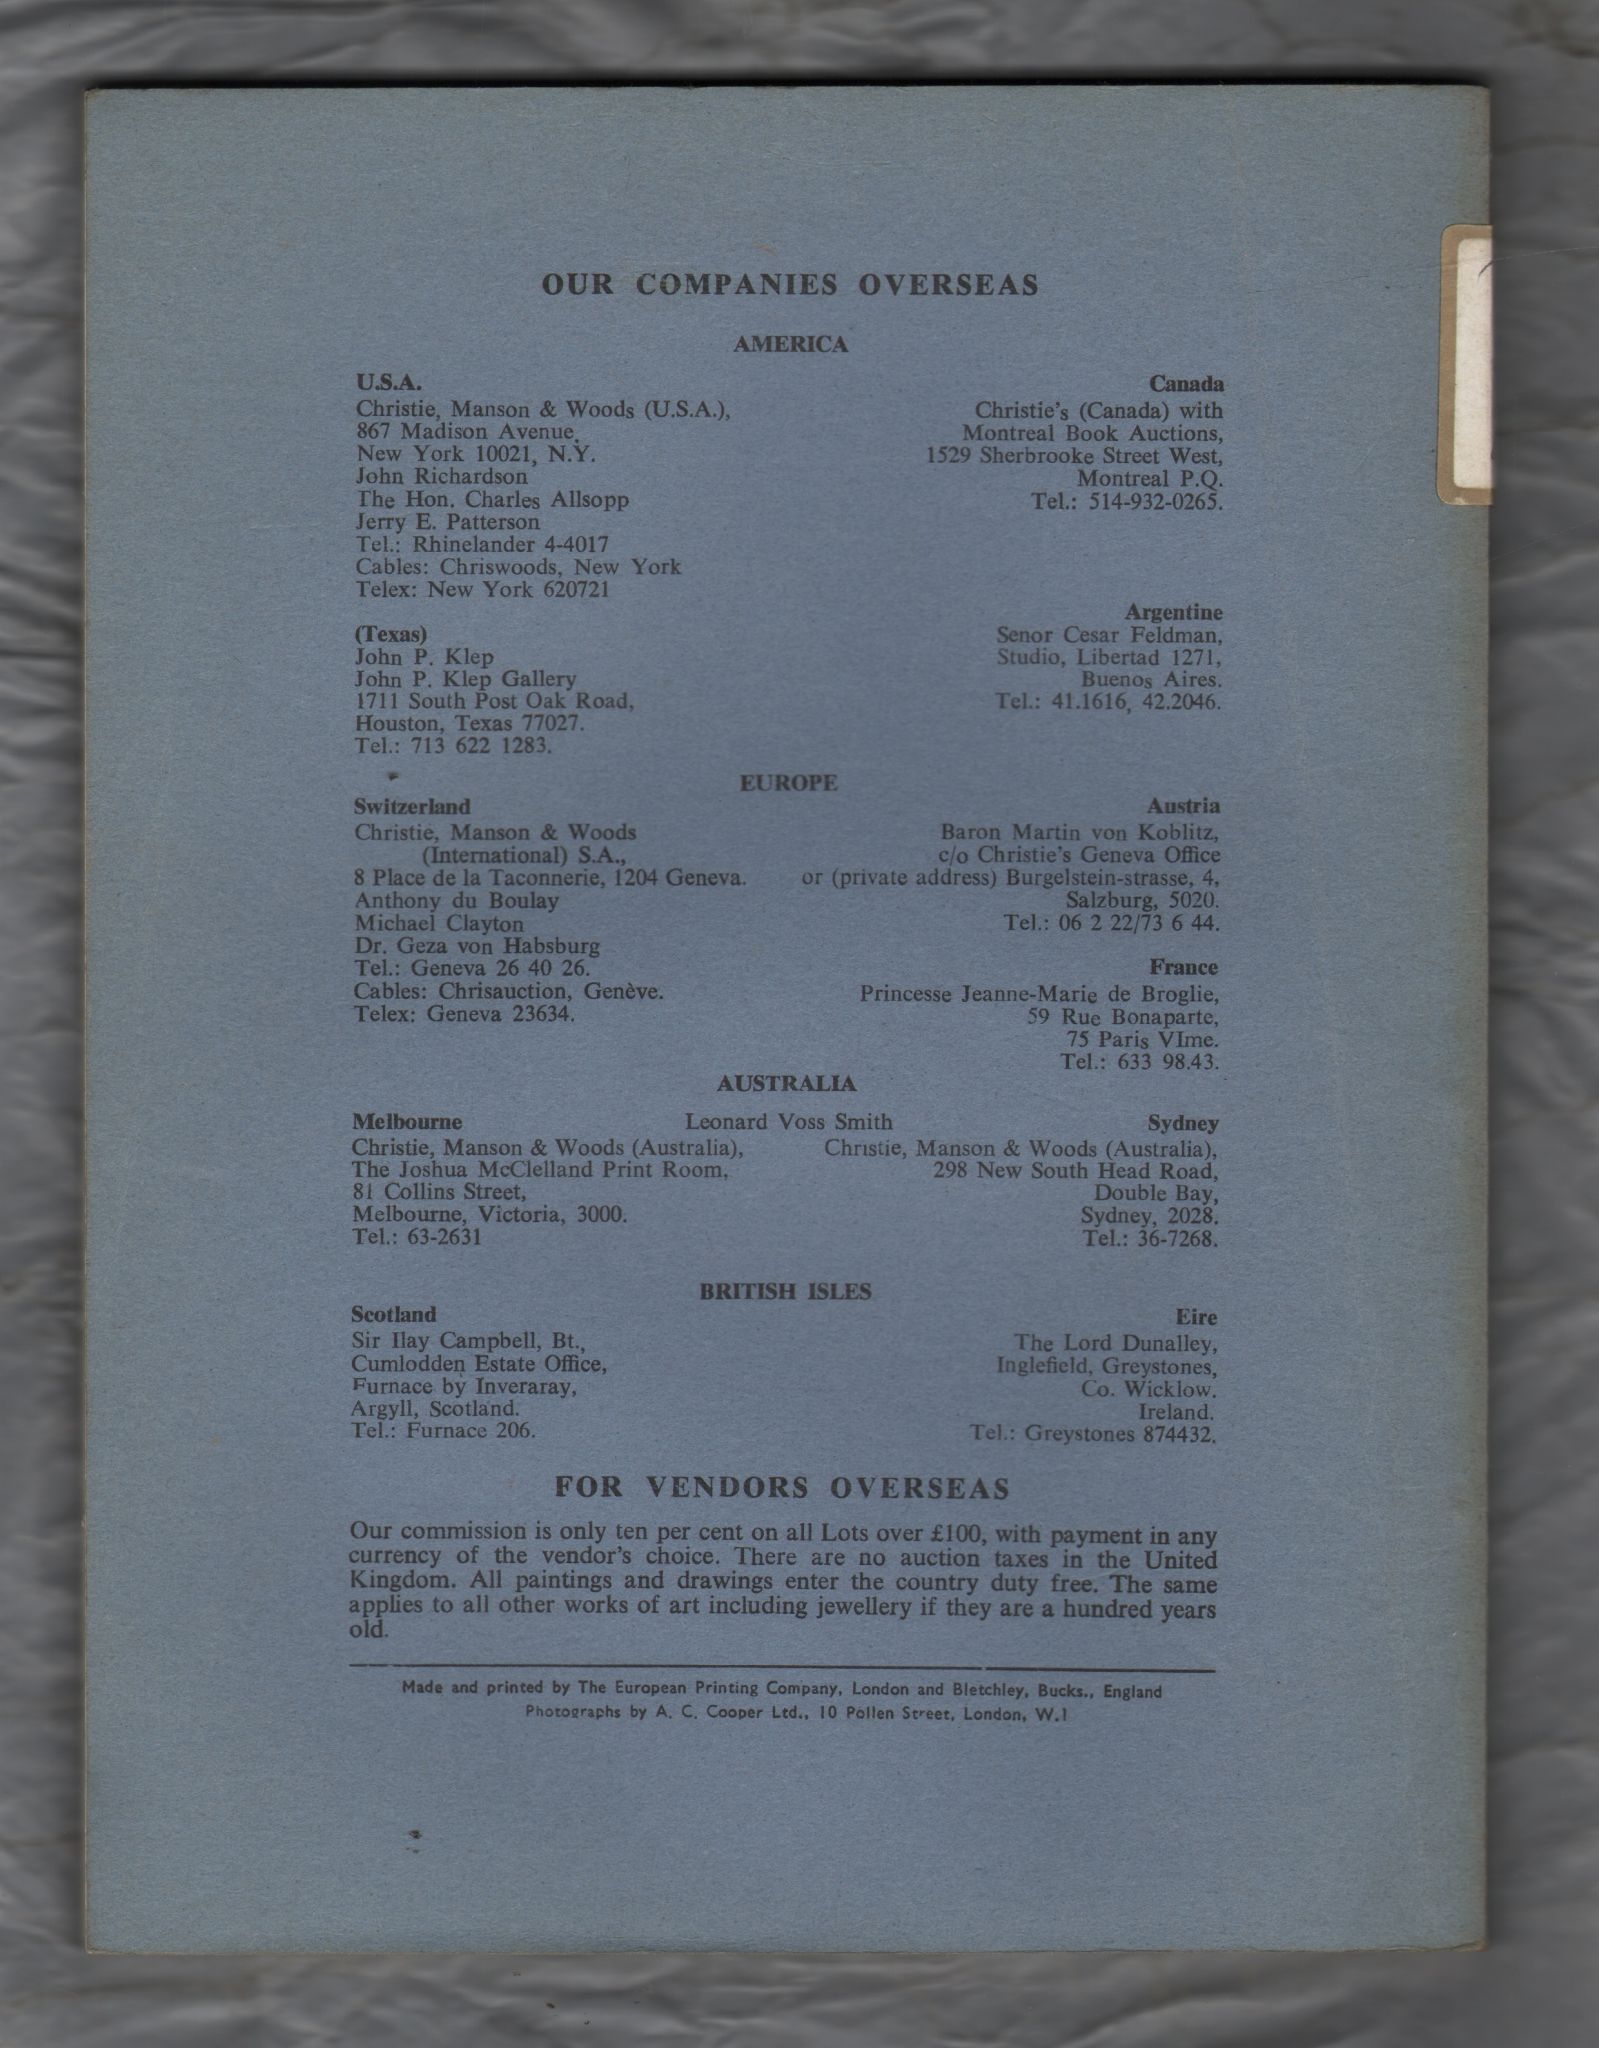 OUR COMPANIES OVERSEAS
AMERICA
U.S.A.
Christie, Manson & Woods (U.S.A.),
867 Madison Avenue,
New York 10021, N.Y.
John Richardson
The Hon. Charles Allsopp
Jerry E. Patterson
Tel.: Rhinelander 4-4017
Cables: Chriswoods, New York
Telex: New York 620721
Canada
Christie's (Canada) with
Montreal Book Auctions,
1529 Sherbrooke Street West,
Montreal P.Q.
Tel.: 514-932-0265.
(Texas)
John P. Klep
John P. Klep Gallery
1711 South Post Oak Road,
Houston, Texas 77027.
Tel.: 713 622 1283.
Argentine
Senor Cesar Feldman,
Studio, Libertad 1271,
Buenos Aires.
Tel.: 41.1616, 42.2046.
EUROPE
Switzerland
Christie, Manson & Woods
(International) S.A.,
8 Place de la Taconnerie, 1204 Geneva.
Anthony du Boulay
Michael Clayton
Dr. Geza von Habsburg
Tel.: Geneva 26 40 26.
Cables: Chrisauction, Genève.
Telex: Geneva 23634.
Austria
Baron Martin von Koblitz,
c/o Christie's Geneva Office
or (private address) Burgelstein-strasse, 4,
Salzburg, 5020.
Tel.: 06 2 22/73 6 44.
France
Princesse Jeanne-Marie de Broglie,
59 Rue Bonaparte,
75 Paris VIme.
Tel.: 633 98.43.
AUSTRALIA
Leonard Voss Smith
Melbourne
Christie, Manson & Woods (Australia),
The Joshua McClelland Print Room,
81 Collins Street,
Melbourne, Victoria, 3000.
Tel.: 63-2631
Sydney
Christie, Manson & Woods (Australia),
298 New South Head Road,
Double Bay,
Sydney, 2028.
Tel.: 36-7268.
BRITISH ISLES
Scotland
Sir Ilay Campbell, Bt.,
Cumlodden Estate Office,
Furnace by Inveraray,
Argyll, Scotland.
Tel.: Furnace 206.
Eire
The Lord Dunalley,
Inglefield, Greystones,
Co. Wicklow.
Ireland.
Tel.: Greystones 874432.
FOR VENDORS OVERSEAS
Our commission is only ten per cent on all Lots over £100, with payment in any
currency of the vendor's choice. There are no auction taxes in the United
Kingdom. All paintings and drawings enter the country duty free. The same
applies to all other works of art including jewellery if they are a hundred years
old.
Made and printed by The European Printing Company, London and Bletchley, Bucks., England
Photographs by A. C. Cooper Ltd., 10 Pollen Street, London, W.1